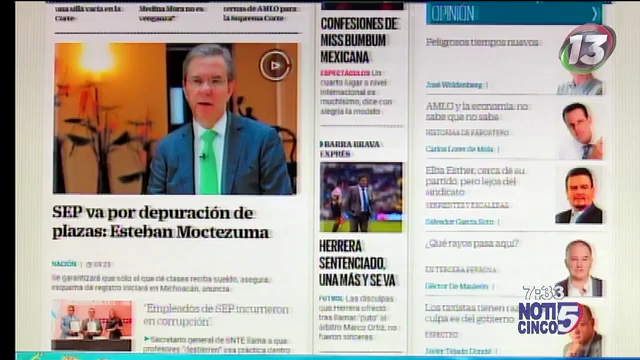 una silla vacía en la
Corte
Medina Mora no es
venganza"
ternas de AMLO para
la Suprema Corte
SEP va por depuración de
plazas: Esteban Moctezuma
NACIÓN | 03:23
Se garantizará que sólo el que dé clases reciba sueldo, asegura;
esquema de registro iniciará en Michoacán, anuncia
"Empleados de SEP incurrieron
en corrupción"
Secretario general de SNTE llama a que
profesores "destierren" esa práctica dentro
CONFESIONES DE
MISS BUMBUM
MEXICANA
ESPECTÁCULOS Un
cuarto lugar a nivel
internacional es
muchísimo, dice con
alegría la modelo
BARRA BRAVA
EXPRÉS
HERRERA
SENTENCIADO,
UNA MÁS Y SE VA
FUTBOL Las disculpas
que Herrera ofreció
tras llamar "puto" al
árbitro Marco Ortiz, no
fueron sinceras
OPINIÓN
13
Peligrosos tiempos nuevos
José Woldenberg
AMLO y la economía: no
sabe que no sabe
HISTORIAS DE REPORTERO
Carlos Loret de Mola
Elba Esther, cerca de su
partido, pero lejos del
sindicato
SERPIENTES Y ESCALERAS
Salvador García Soto
¿Qué rayos pasa aquí?
EN TERCERA PERSONA
Héctor De Mauleón
Los taxistas tienen razón
culpa es del gobierno
ESPECTRO
Javier Tejado Dondé
7:33
NOTI
CINCO
5